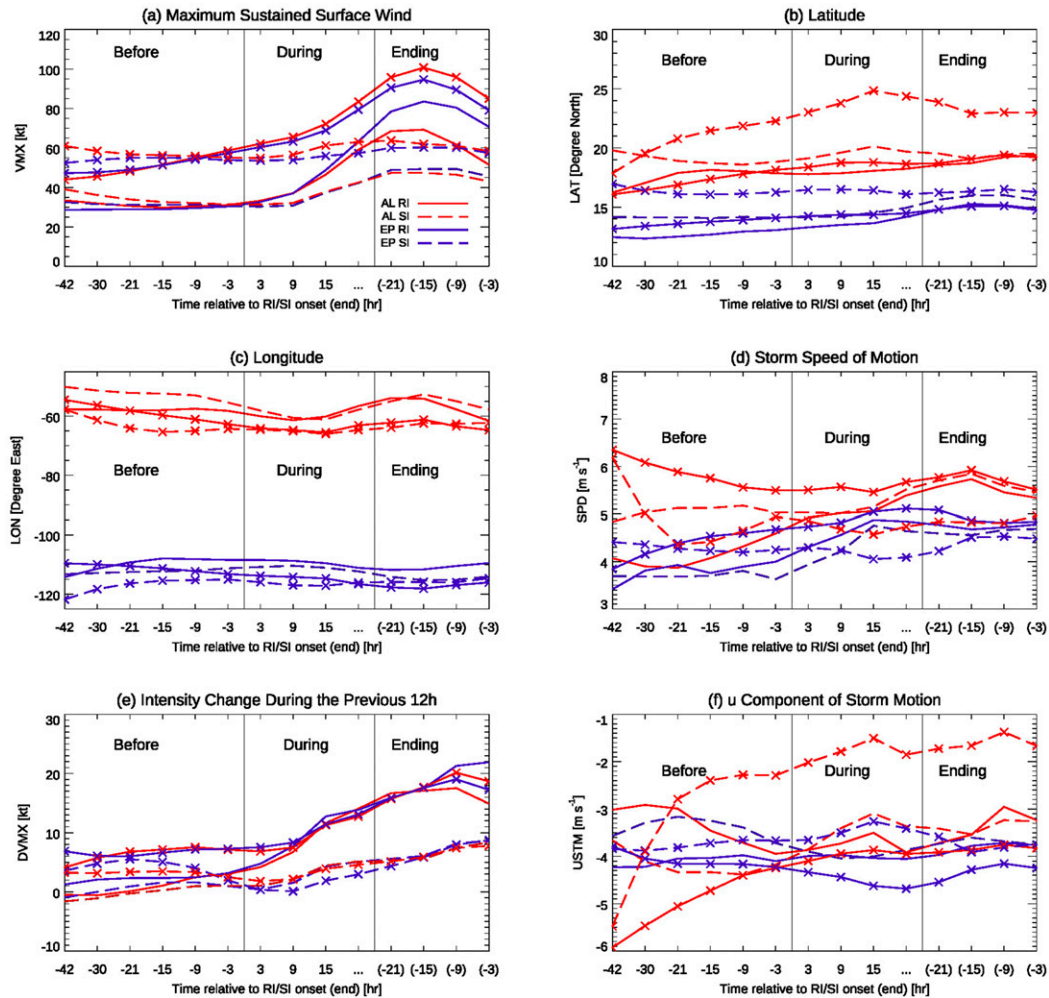 (a) Maximum Sustained Surface Wind
120
100
80
60
40
20
0
VMX [kt]
Before During Ending
AL RI
AL SI
EP RI
EP SI
-42 -30 -21 -15 -9 -3 3 9 15 ... (-21) (-15) (-9) (-3)
Time relative to RI/SI onset (end) [hr]
(b) Latitude
30
25
20
15
10
LAT [Degree North]
Before During Ending
-42 -30 -21 -15 -9 -3 3 9 15 ... (-21) (-15) (-9) (-3)
Time relative to RI/SI onset (end) [hr]
(c) Longitude
-60
-80
-100
-120
LON [Degree East]
Before During Ending
-42 -30 -21 -15 -9 -3 3 9 15 ... (-21) (-15) (-9) (-3)
Time relative to RI/SI onset (end) [hr]
(d) Storm Speed of Motion
8
7
6
5
4
3
SPD [m s⁻¹]
Before During Ending
-42 -30 -21 -15 -9 -3 3 9 15 ... (-21) (-15) (-9) (-3)
Time relative to RI/SI onset (end) [hr]
(e) Intensity Change During the Previous 12h
30
20
10
0
-10
DVMX [kt]
Before During Ending
-42 -30 -21 -15 -9 -3 3 9 15 ... (-21) (-15) (-9) (-3)
Time relative to RI/SI onset (end) [hr]
(f) u Component of Storm Motion
-1
-2
-3
-4
-5
-6
USTM [m s⁻¹]
Before During Ending
-42 -30 -21 -15 -9 -3 3 9 15 ... (-21) (-15) (-9) (-3)
Time relative to RI/SI onset (end) [hr]